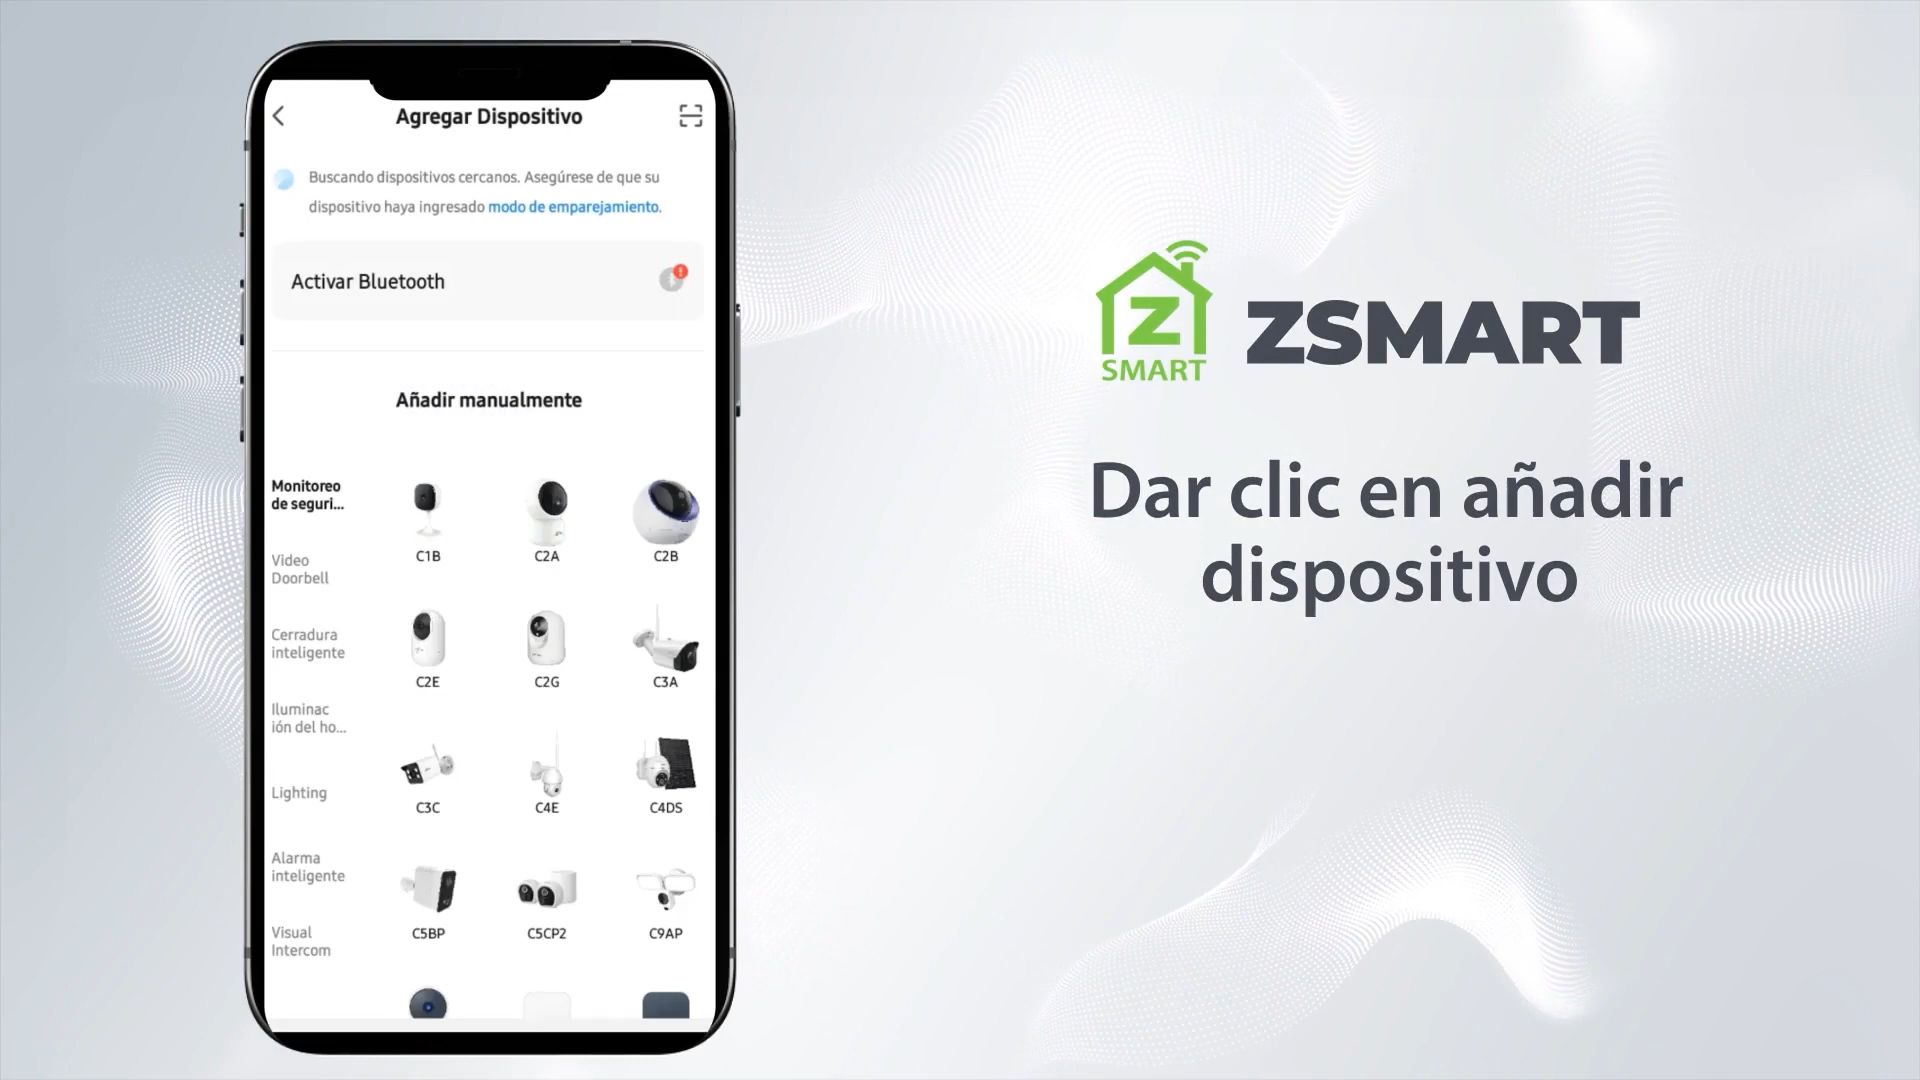 Agregar Dispositivo
Buscando dispositivos cercanos. Asegúrese de que su
dispositivo haya ingresado modo de emparejamiento.
Activar Bluetooth
Añadir manualmente
Monitoreo
de seguri...
Video
Doorbell
Cerradura
inteligente
Iluminac
ión del ho...
Lighting
Alarma
inteligente
Visual
Intercom
C1B
C2A
C2B
C2E
C2G
C3A
C3C
C4E
C4DS
C5BP
C5CP2
C9AP
Z
SMART
ZSMART
Dar clic en añadir
dispositivo